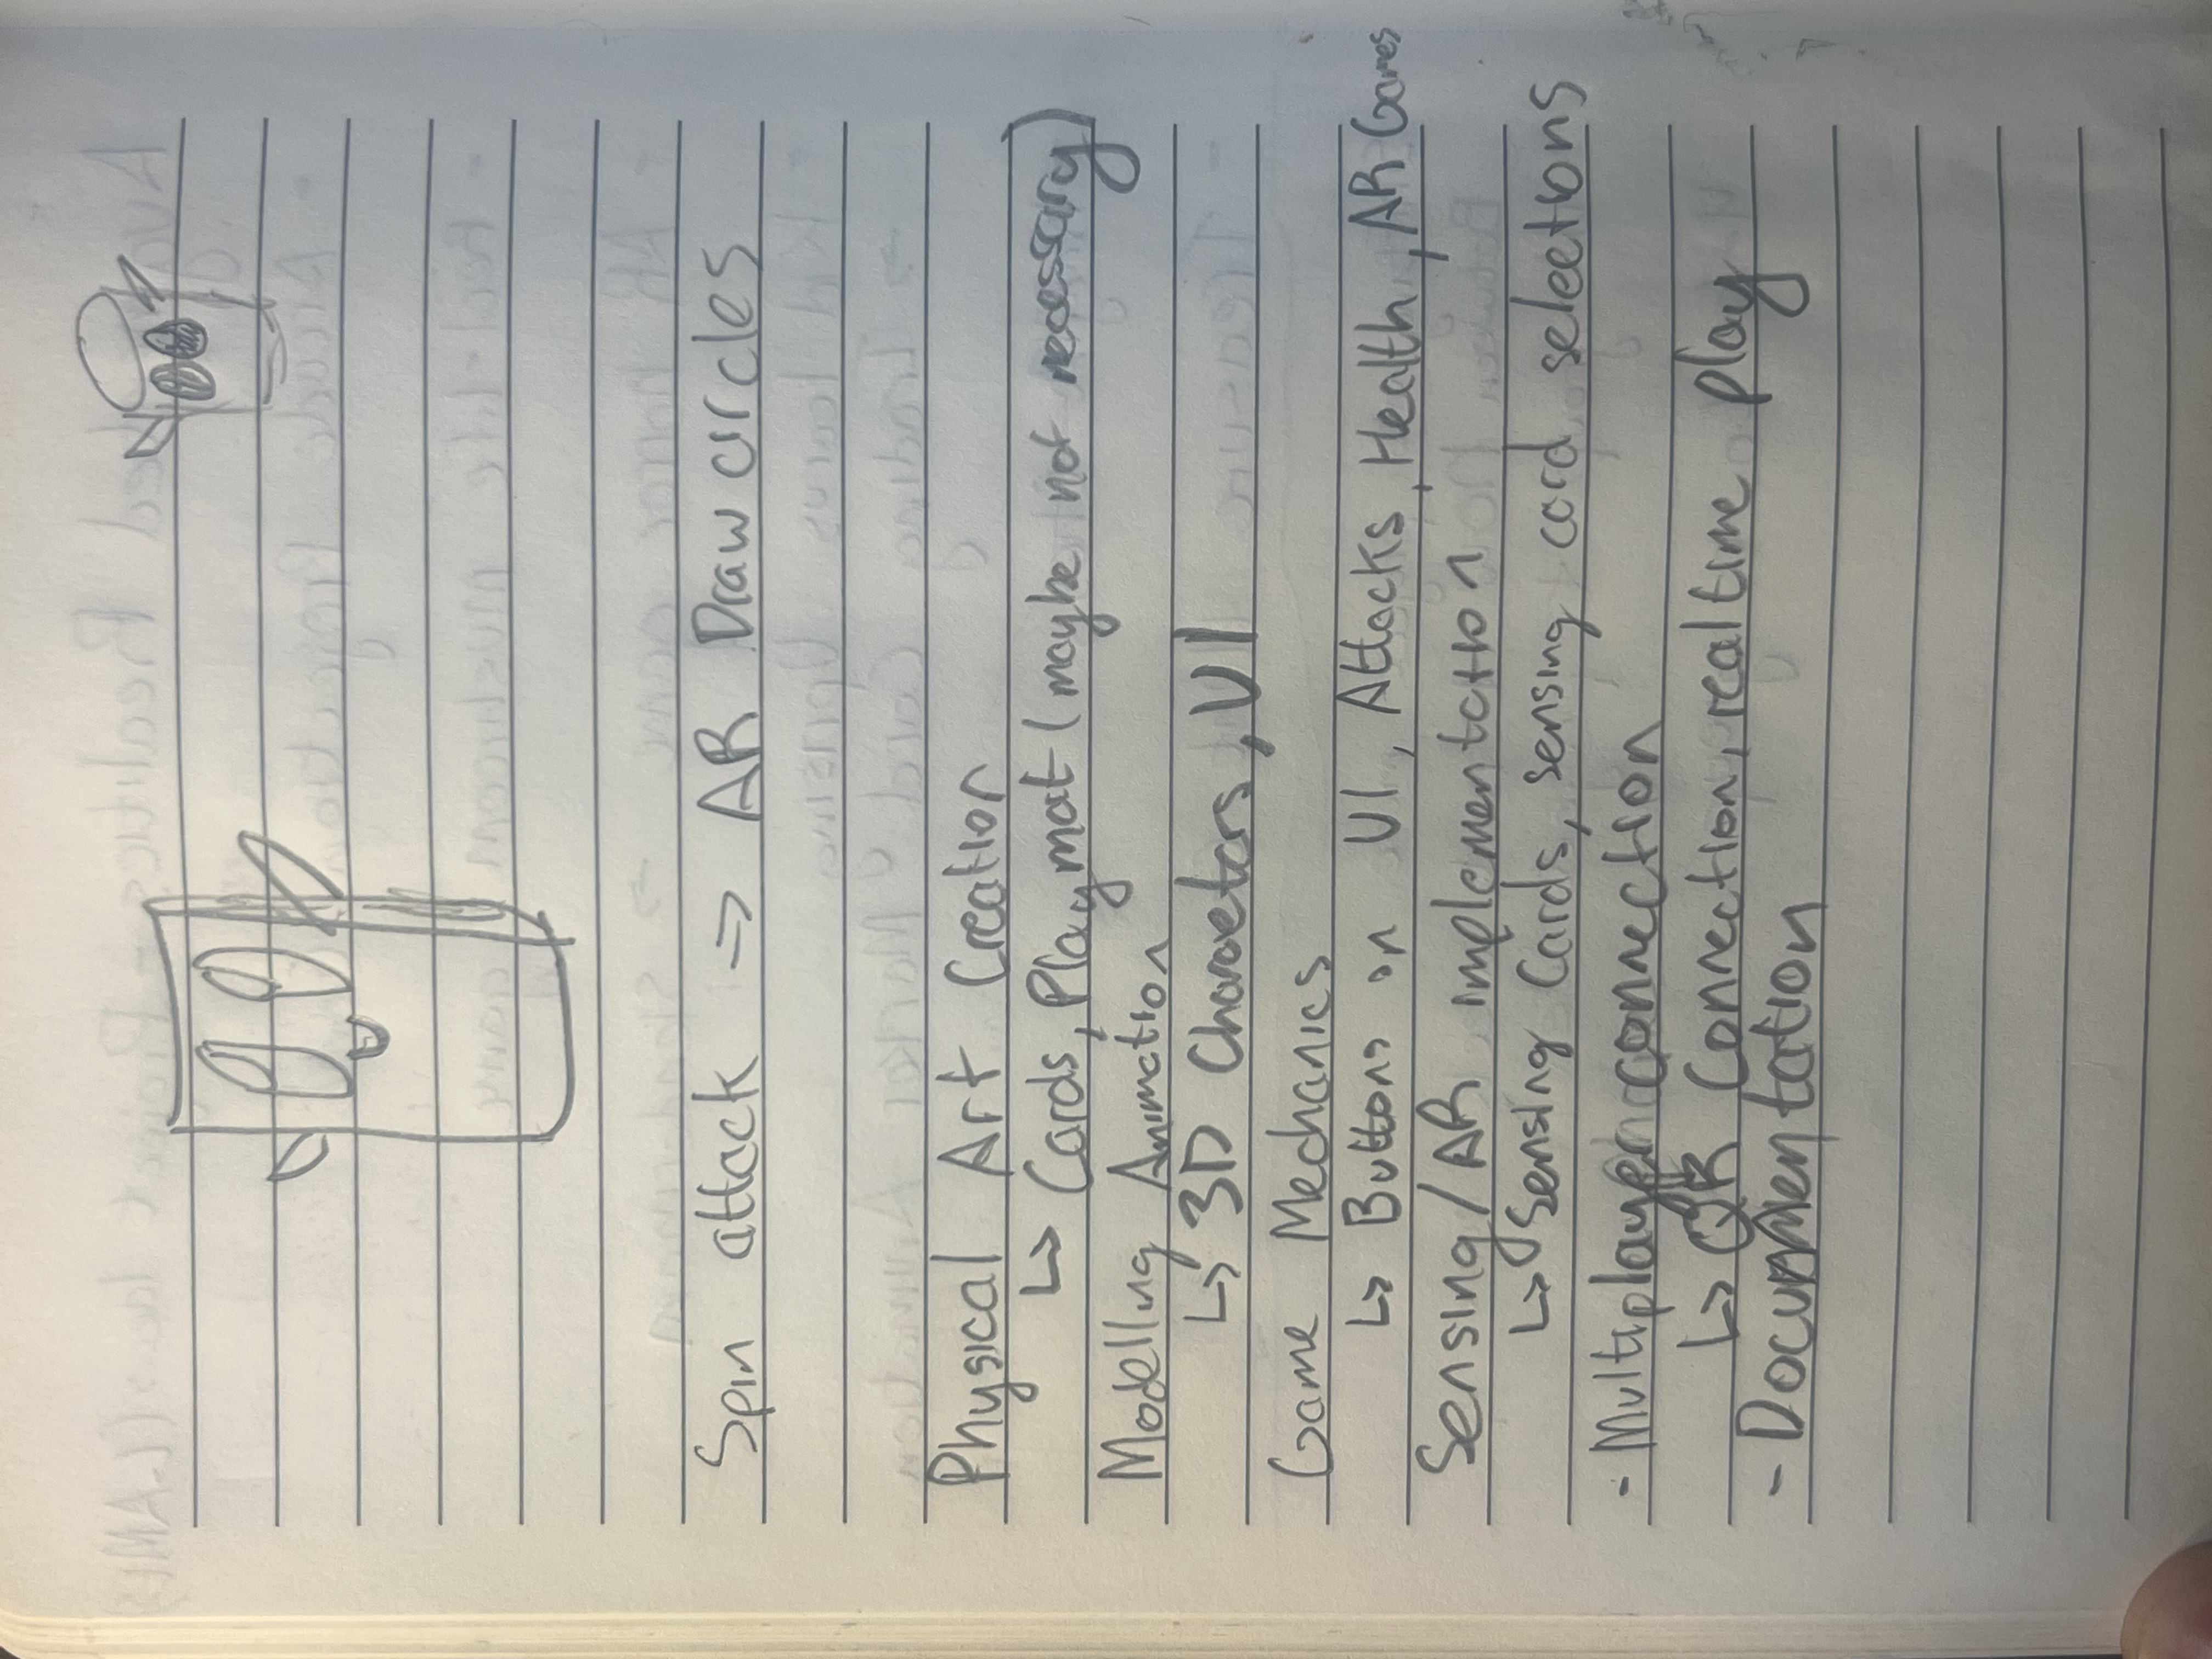 Spin attack => AR Draw circles
Physical Art Creation
↳ Cards, Playmat (maybe not necessary)
Modelling Animation
↳ 3D Characters, UI
Game Mechanics
↳ Buttons on UI, Attacks, Health, AR Games
Sensing/AR implementation
↳ Sensing Cards, sensing card selections
- Multiplayer connection
↳ QR Connection, realtime play
- Documentation